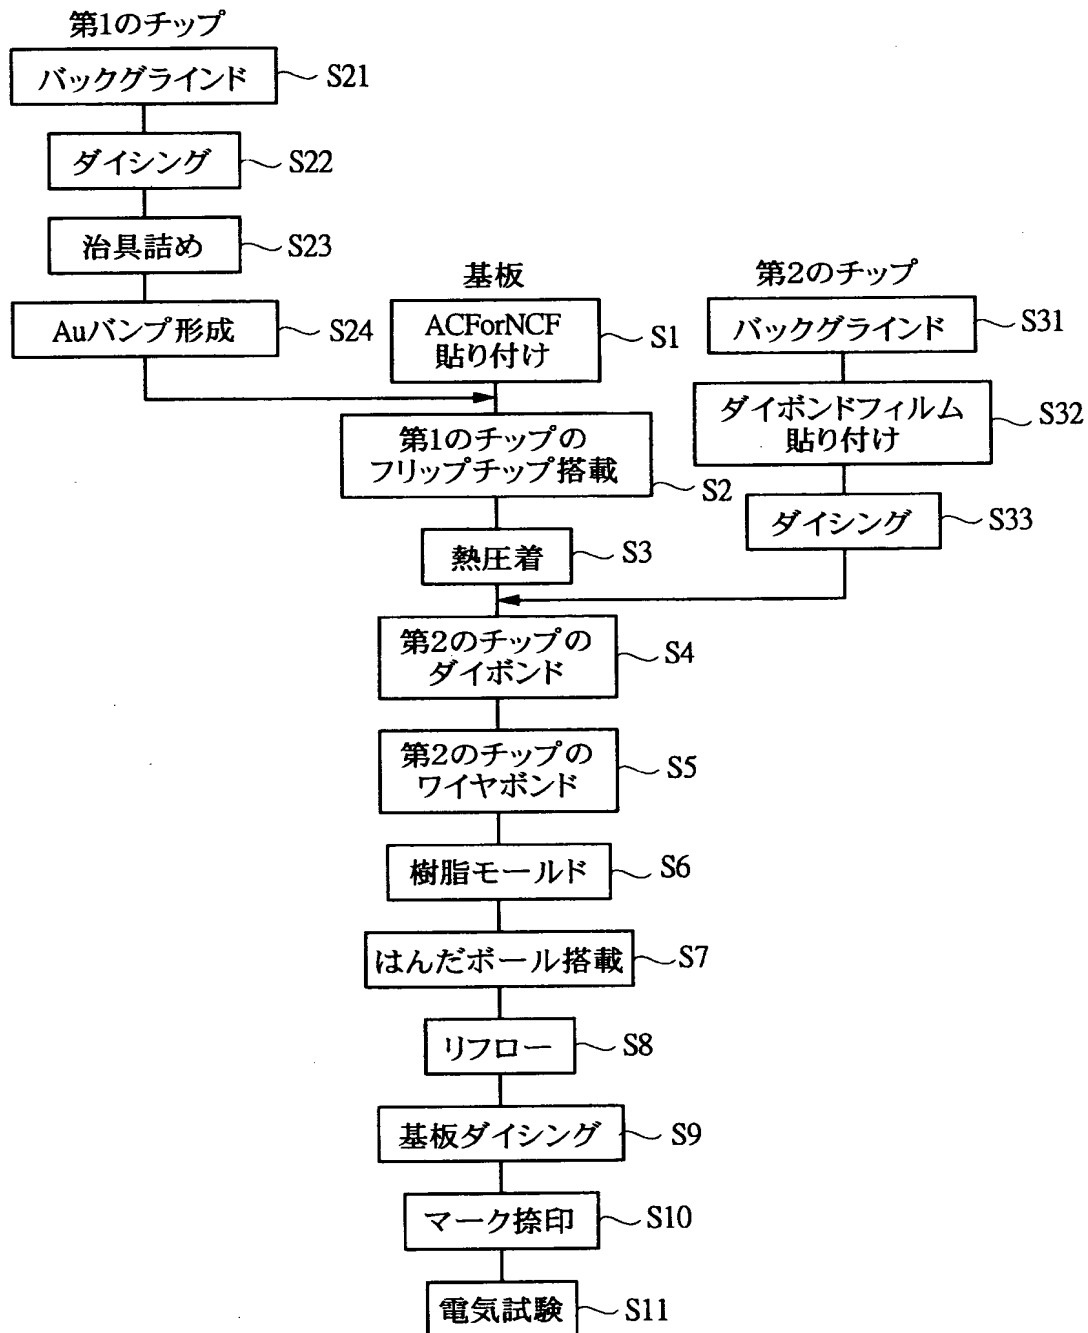 第1のチップ
バックグラインド
S21
ダイシング
S22
治具詰め
S23
Auバンプ形成
S24
基板
ACForNCF
貼り付け
S1
第2のチップ
バックグラインド
S31
ダイボンドフィルム
貼り付け
S32
ダイシング
S33
第1のチップの
フリップチップ搭載
S2
熱圧着
S3
第2のチップの
ダイボンド
S4
第2のチップの
ワイヤボンド
S5
樹脂モールド
S6
はんだボール搭載
S7
リフロー
S8
基板ダイシング
S9
マーク捺印
S10
電気試験
S11